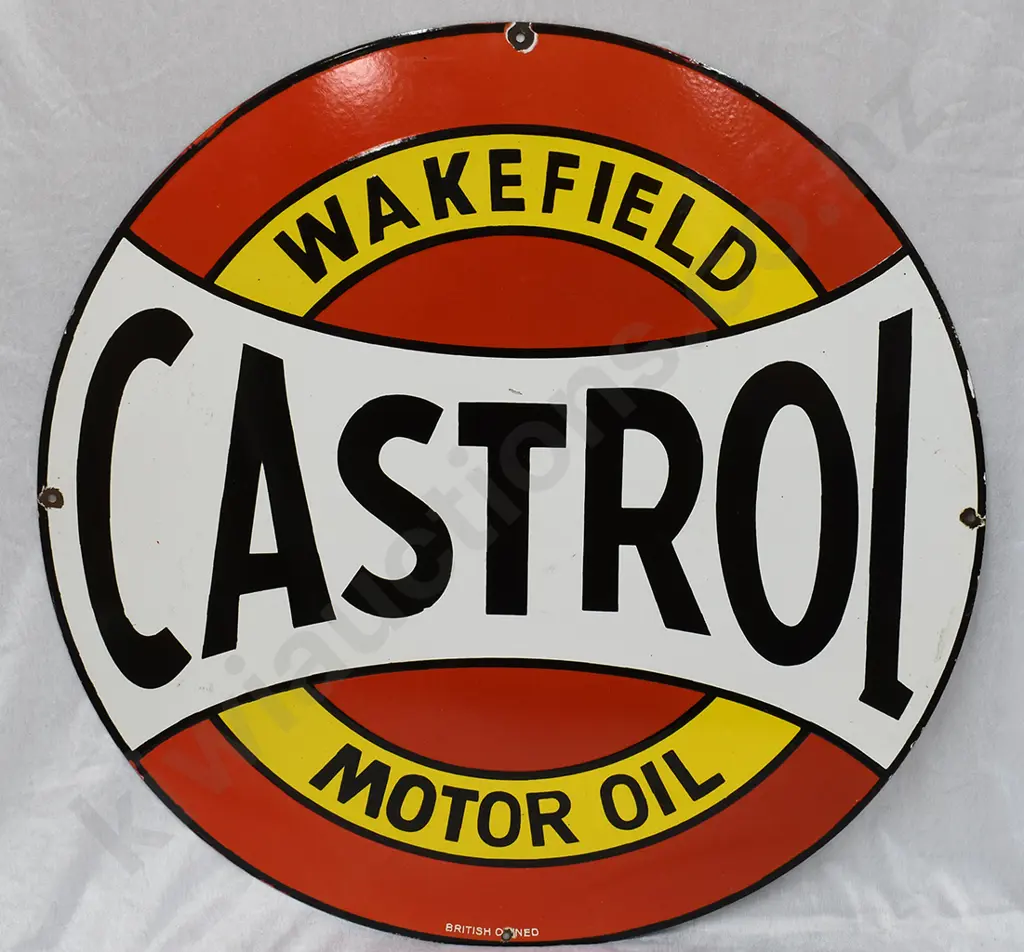 WAKEFIELD
CASTROL
MOTOR OIL
BRITISH OWNED